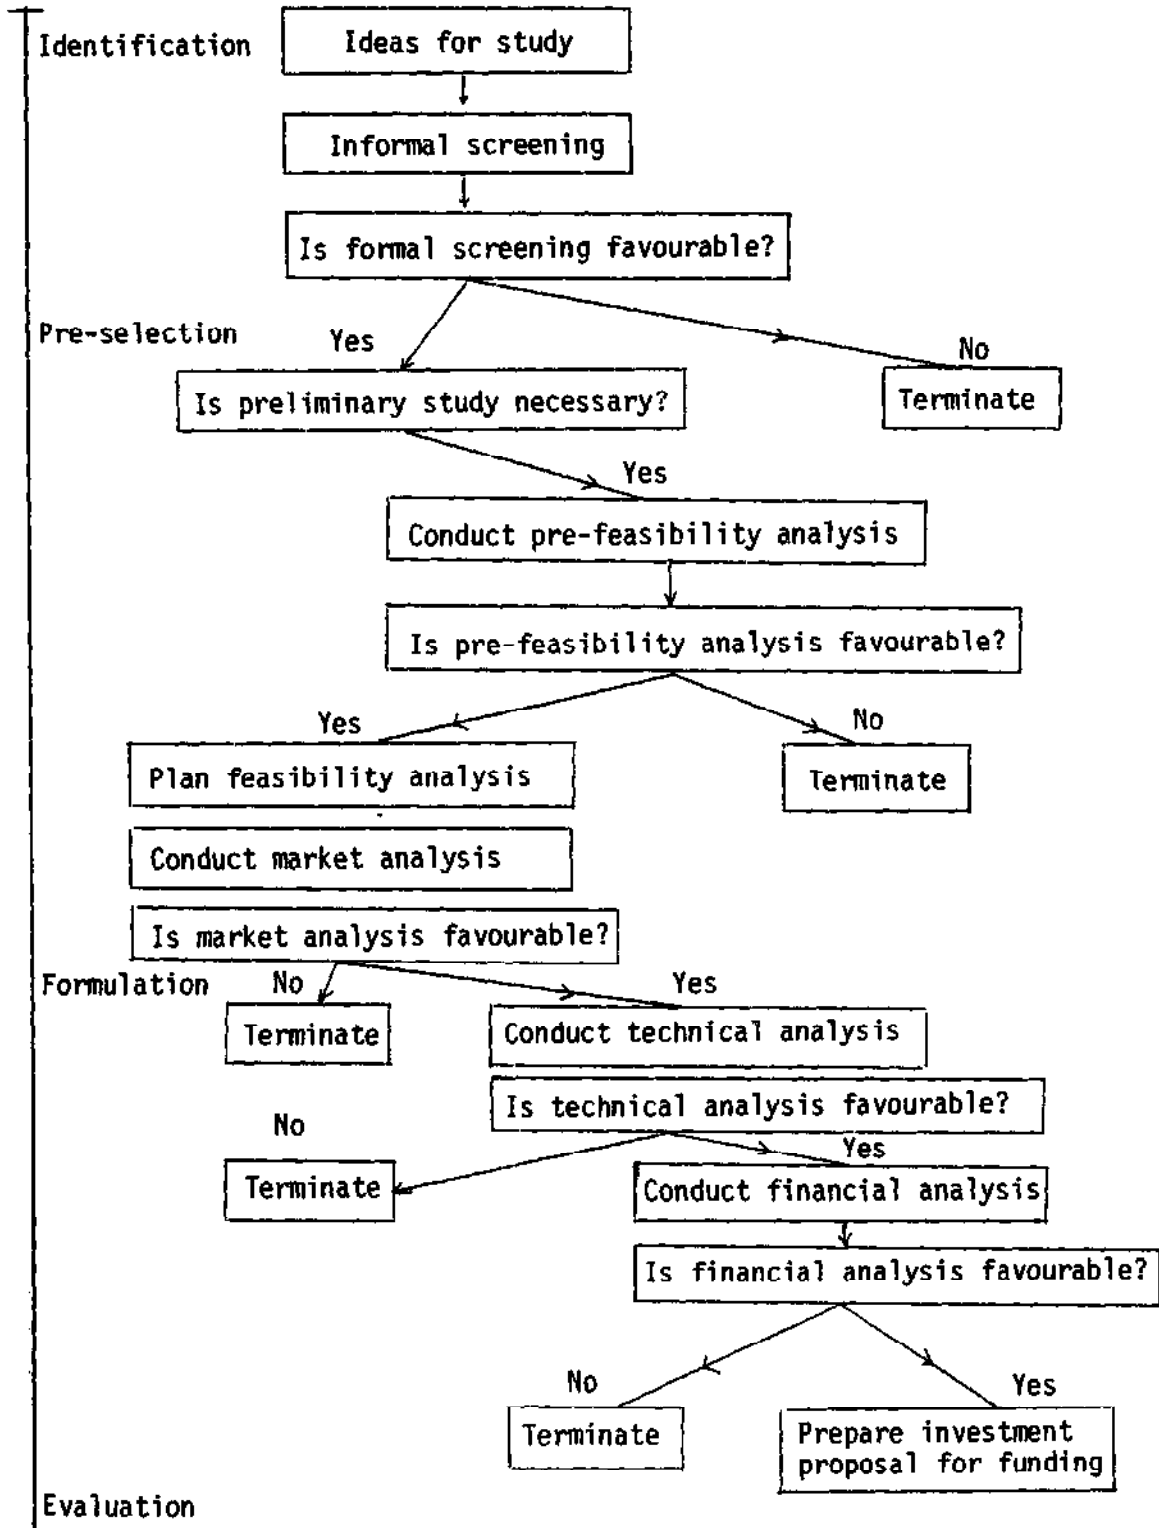 Identification
Ideas for study
Informal screening
Is formal screening favourable?
Pre-selection
Yes
No
Is preliminary study necessary?
Terminate
Yes
Conduct pre-feasibility analysis
Is pre-feasibility analysis favourable?
Yes
No
Plan feasibility analysis
Terminate
Conduct market analysis
Is market analysis favourable?
Formulation
No
Yes
Terminate
Conduct technical analysis
Is technical analysis favourable?
No
Yes
Terminate
Conduct financial analysis
Is financial analysis favourable?
No
Yes
Terminate
Prepare investment
proposal for funding
Evaluation